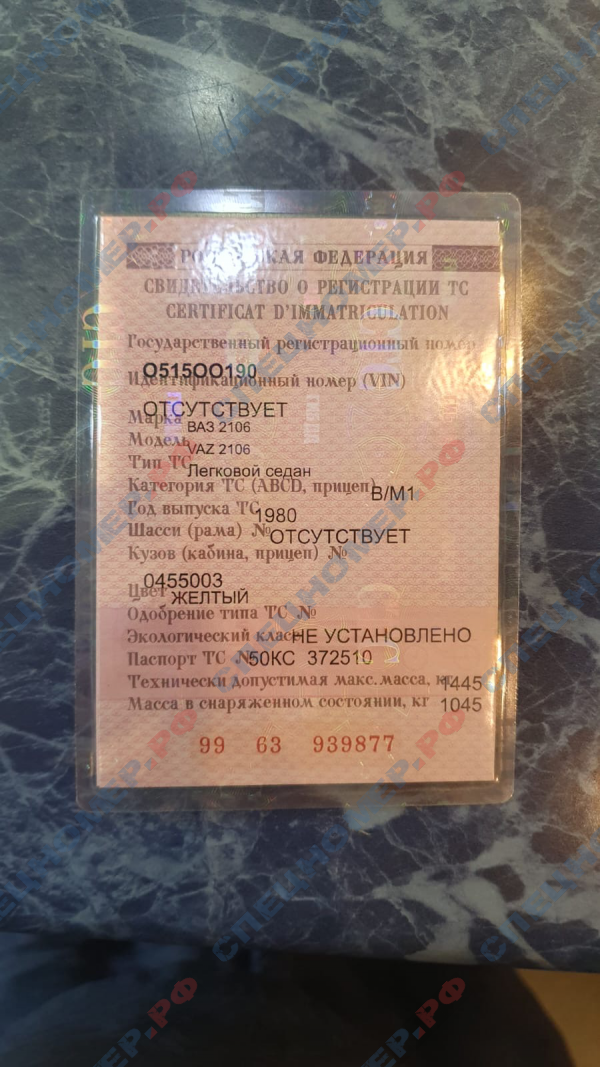 РОССИЙСКАЯ ФЕДЕРАЦИЯ
СВИДЕТЕЛЬСТВО О РЕГИСТРАЦИИ ТС
CERTIFICAT D'IMMATRICULATION
Государственный регистрационный номер
О515ОО190
Идентификационный номер (VIN)
ОТСУТСТВУЕТ
Марка ВАЗ 2106
Модель VAZ 2106
Тип ТС Легковой седан
Категория ТС (ABCD, прицеп) B/M1
Год выпуска ТС 1980
Шасси (рама) № ОТСУТСТВУЕТ
Кузов (кабина, прицеп) №
0455003
Цвет ЖЕЛТЫЙ
Одобрение типа ТС №
Экологический класс НЕ УСТАНОВЛЕНО
Паспорт ТС № 50КС 372510
Технически допустимая макс. масса, кг 1445
Масса в снаряженном состоянии, кг 1045
99 63 939877
СПЕЦНОМЕР.РФ